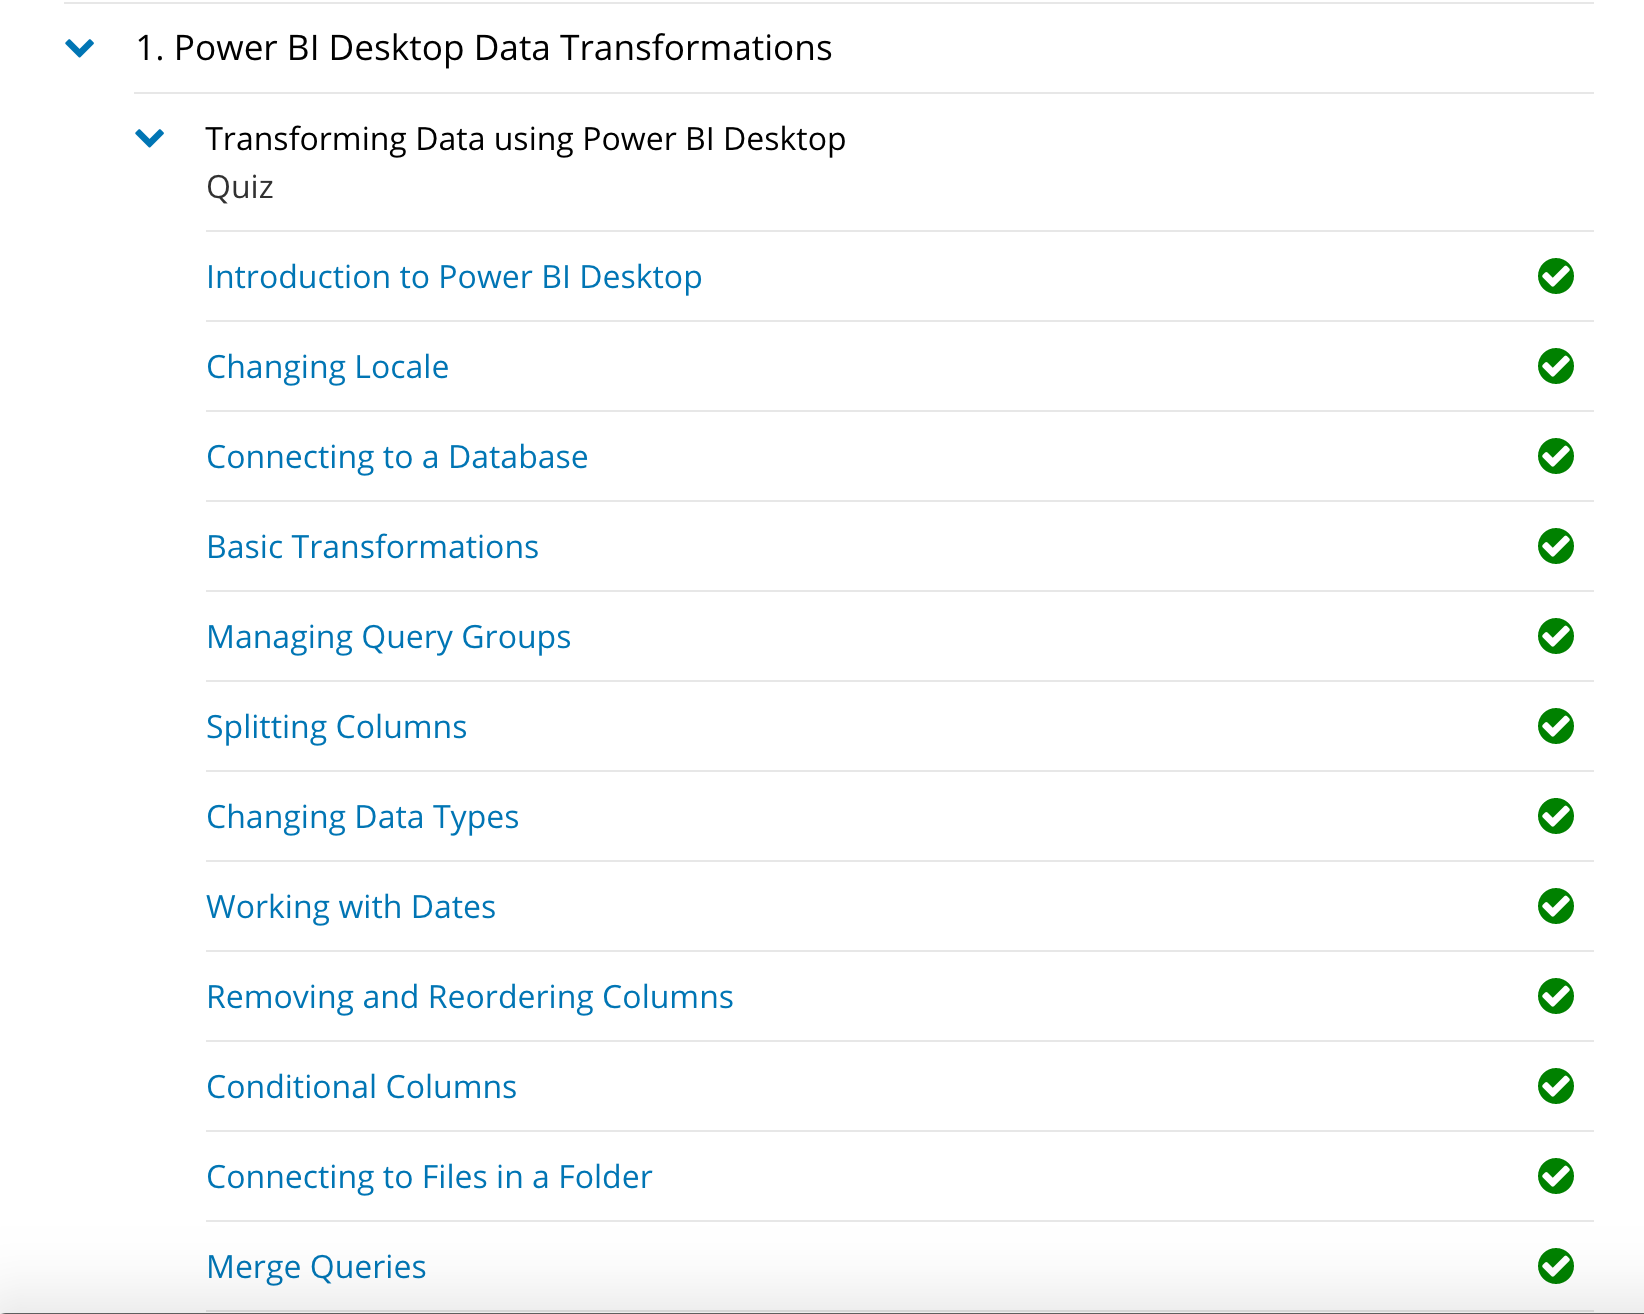 1. Power BI Desktop Data Transformations
Transforming Data using Power BI Desktop
Quiz
Introduction to Power BI Desktop
Changing Locale
Connecting to a Database
Basic Transformations
Managing Query Groups
Splitting Columns
Changing Data Types
Working with Dates
Removing and Reordering Columns
Conditional Columns
Connecting to Files in a Folder
Merge Queries